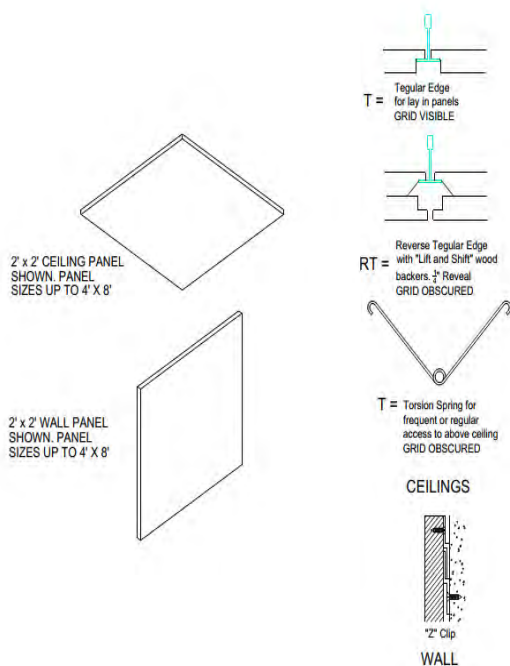 2' x 2' CEILING PANEL
SHOWN. PANEL
SIZES UP TO 4' X 8'
2' x 2' WALL PANEL
SHOWN. PANEL
SIZES UP TO 4' X 8'
T = Tegular Edge
for lay in panels
GRID VISIBLE
RT = Reverse Tegular Edge
with "Lift and Shift" wood
backers. Reveal
GRID OBSCURED
T = Torsion Spring for
frequent or regular
access to above ceiling
GRID OBSCURED
CEILINGS
"Z" Clip
WALL